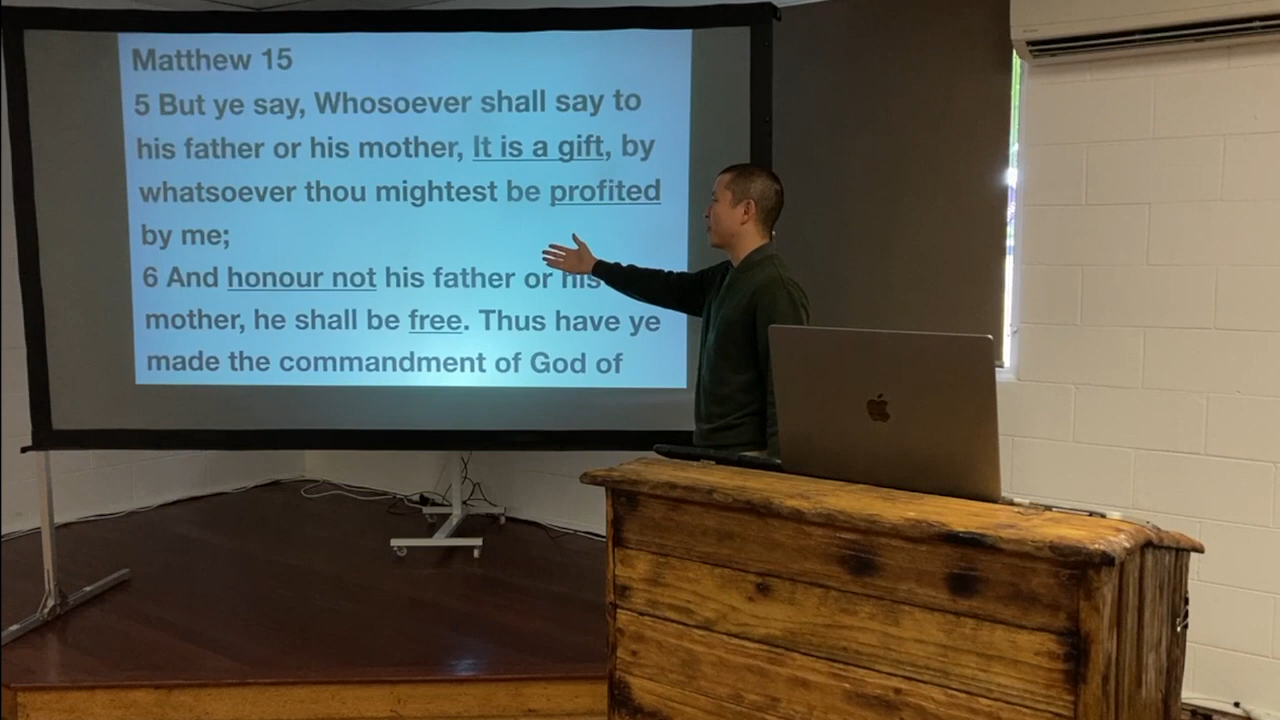 Matthew 15
5 But ye say, Whosoever shall say to
his father or his mother, It is a gift, by
whatsoever thou mightest be profited
by me;
6 And honour not his father or his
mother, he shall be free. Thus have ye
made the commandment of God of